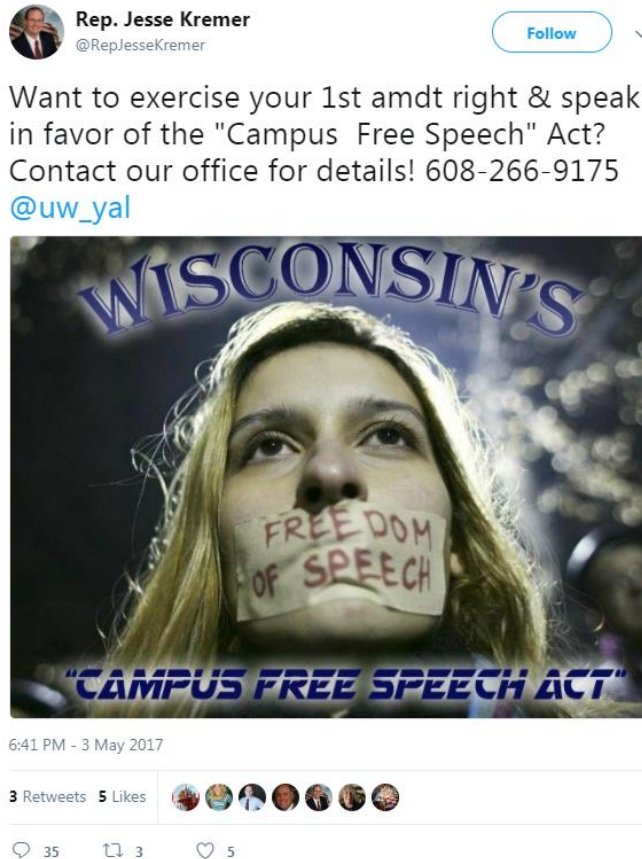 Rep. Jesse Kremer
@RepJesseKremer
Follow
Want to exercise your 1st amdt right & speak
in favor of the "Campus  Free Speech" Act?
Contact our office for details! 608-266-9175
@uw_yal
WISCONSIN'S
FREEDOM
OF SPEECH
"CAMPUS FREE SPEECH ACT"
6:41 PM - 3 May 2017
3 Retweets 5 Likes
35 3 5